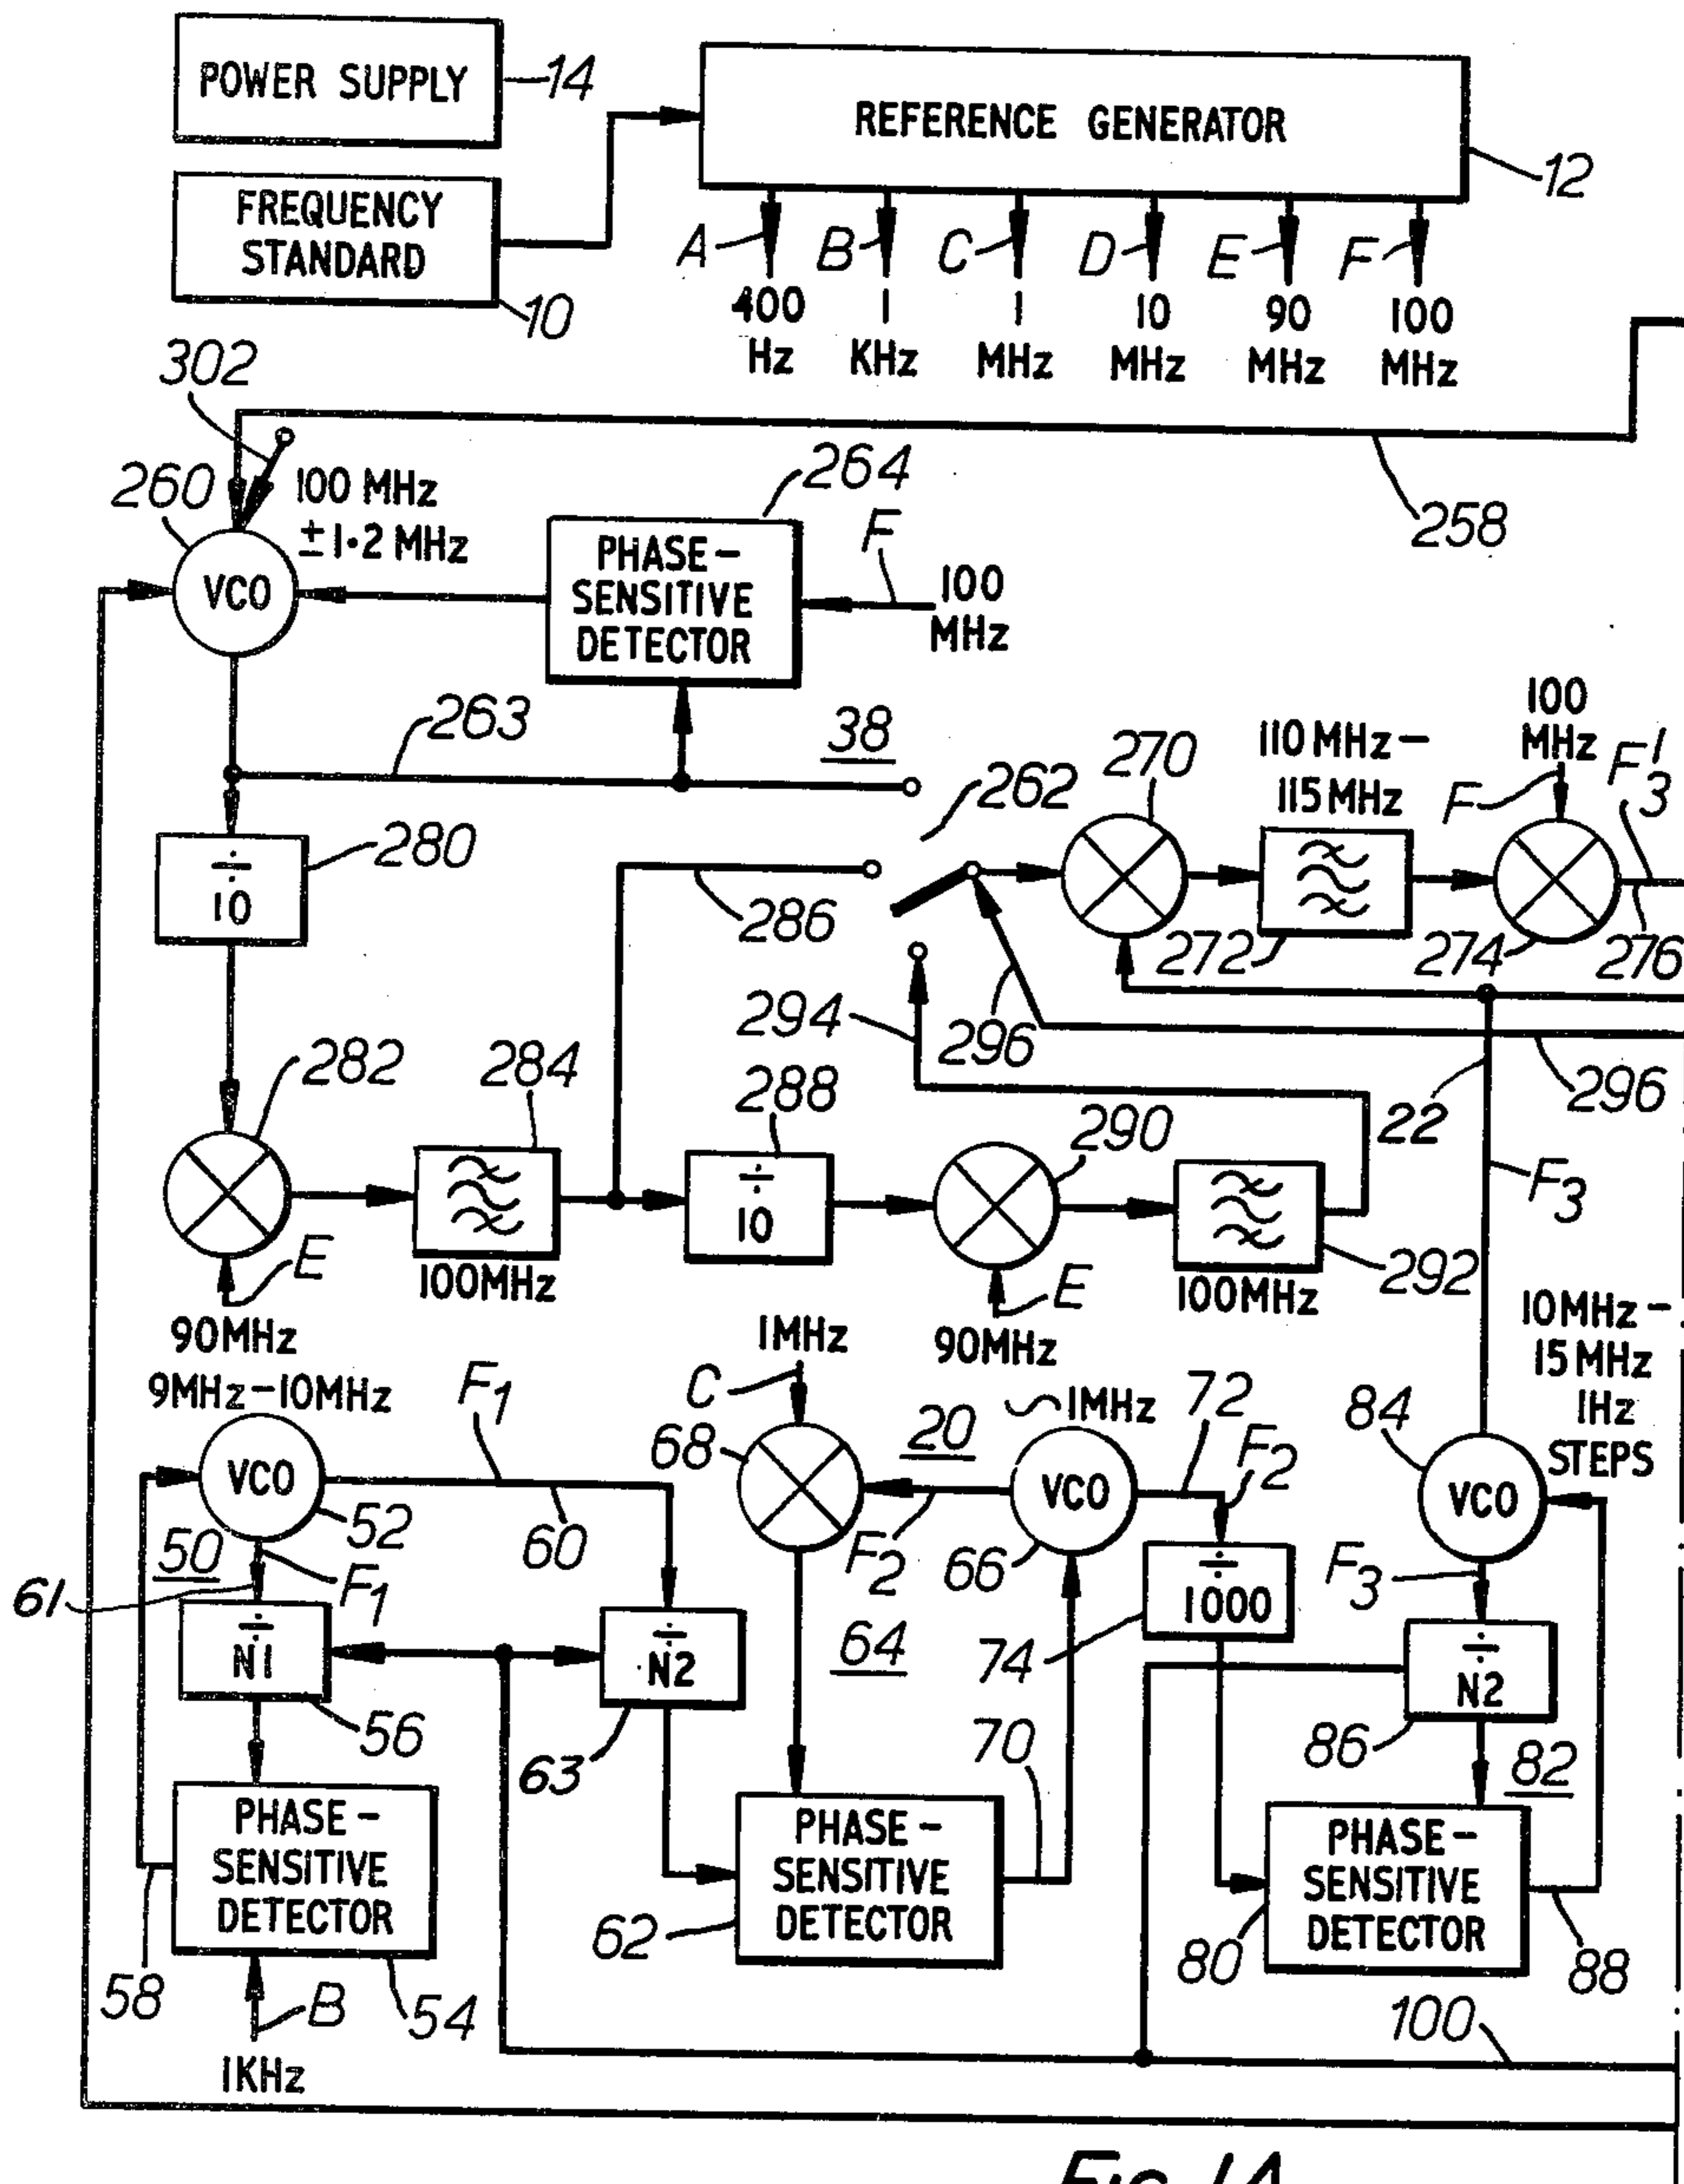 POWER SUPPLY
14
REFERENCE GENERATOR
12
FREQUENCY
STANDARD
10
A
B
C
D
E
F
400
Hz
1
KHz
1
MHz
10
MHz
90
MHz
100
MHz
302
260
100 MHz
±1·2 MHz
264
258
VCO
PHASE-
SENSITIVE
DETECTOR
F
100
MHz
263
38
262
270
110 MHz-
115 MHz
100
MHz
F
F'3
÷
10
280
286
272
274
276
294
296
296
22
282
284
288
290
÷
10
292
F3
E
90MHz
100MHz
E
90MHz
100MHz
10MHz-
15MHz
1Hz
STEPS
9MHz-10MHz
F1
1MHz
C
68
20
~1MHz
72
F2
84
VCO
52
60
F2
VCO
66
VCO
50
61
F1
÷
N1
56
÷
N2
63
64
÷
1000
74
F3
÷
N2
86
82
70
PHASE-
SENSITIVE
DETECTOR
58
54
B
1KHz
PHASE-
SENSITIVE
DETECTOR
62
PHASE-
SENSITIVE
DETECTOR
80
88
100
Fig. 1A